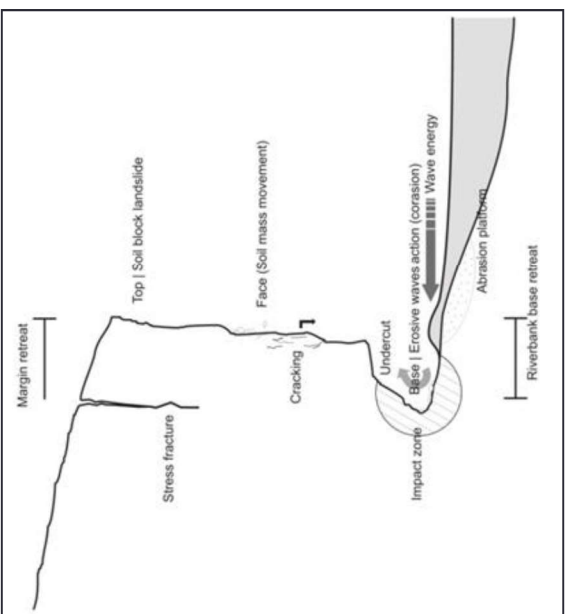 Margin retreat
Top | Soil block landslide
Stress fracture
Face (Soil mass movement)
Cracking
Undercut
Base | Erosive waves action (corasion)
Wave energy
Impact zone
Abrasion platform
Riverbank base retreat